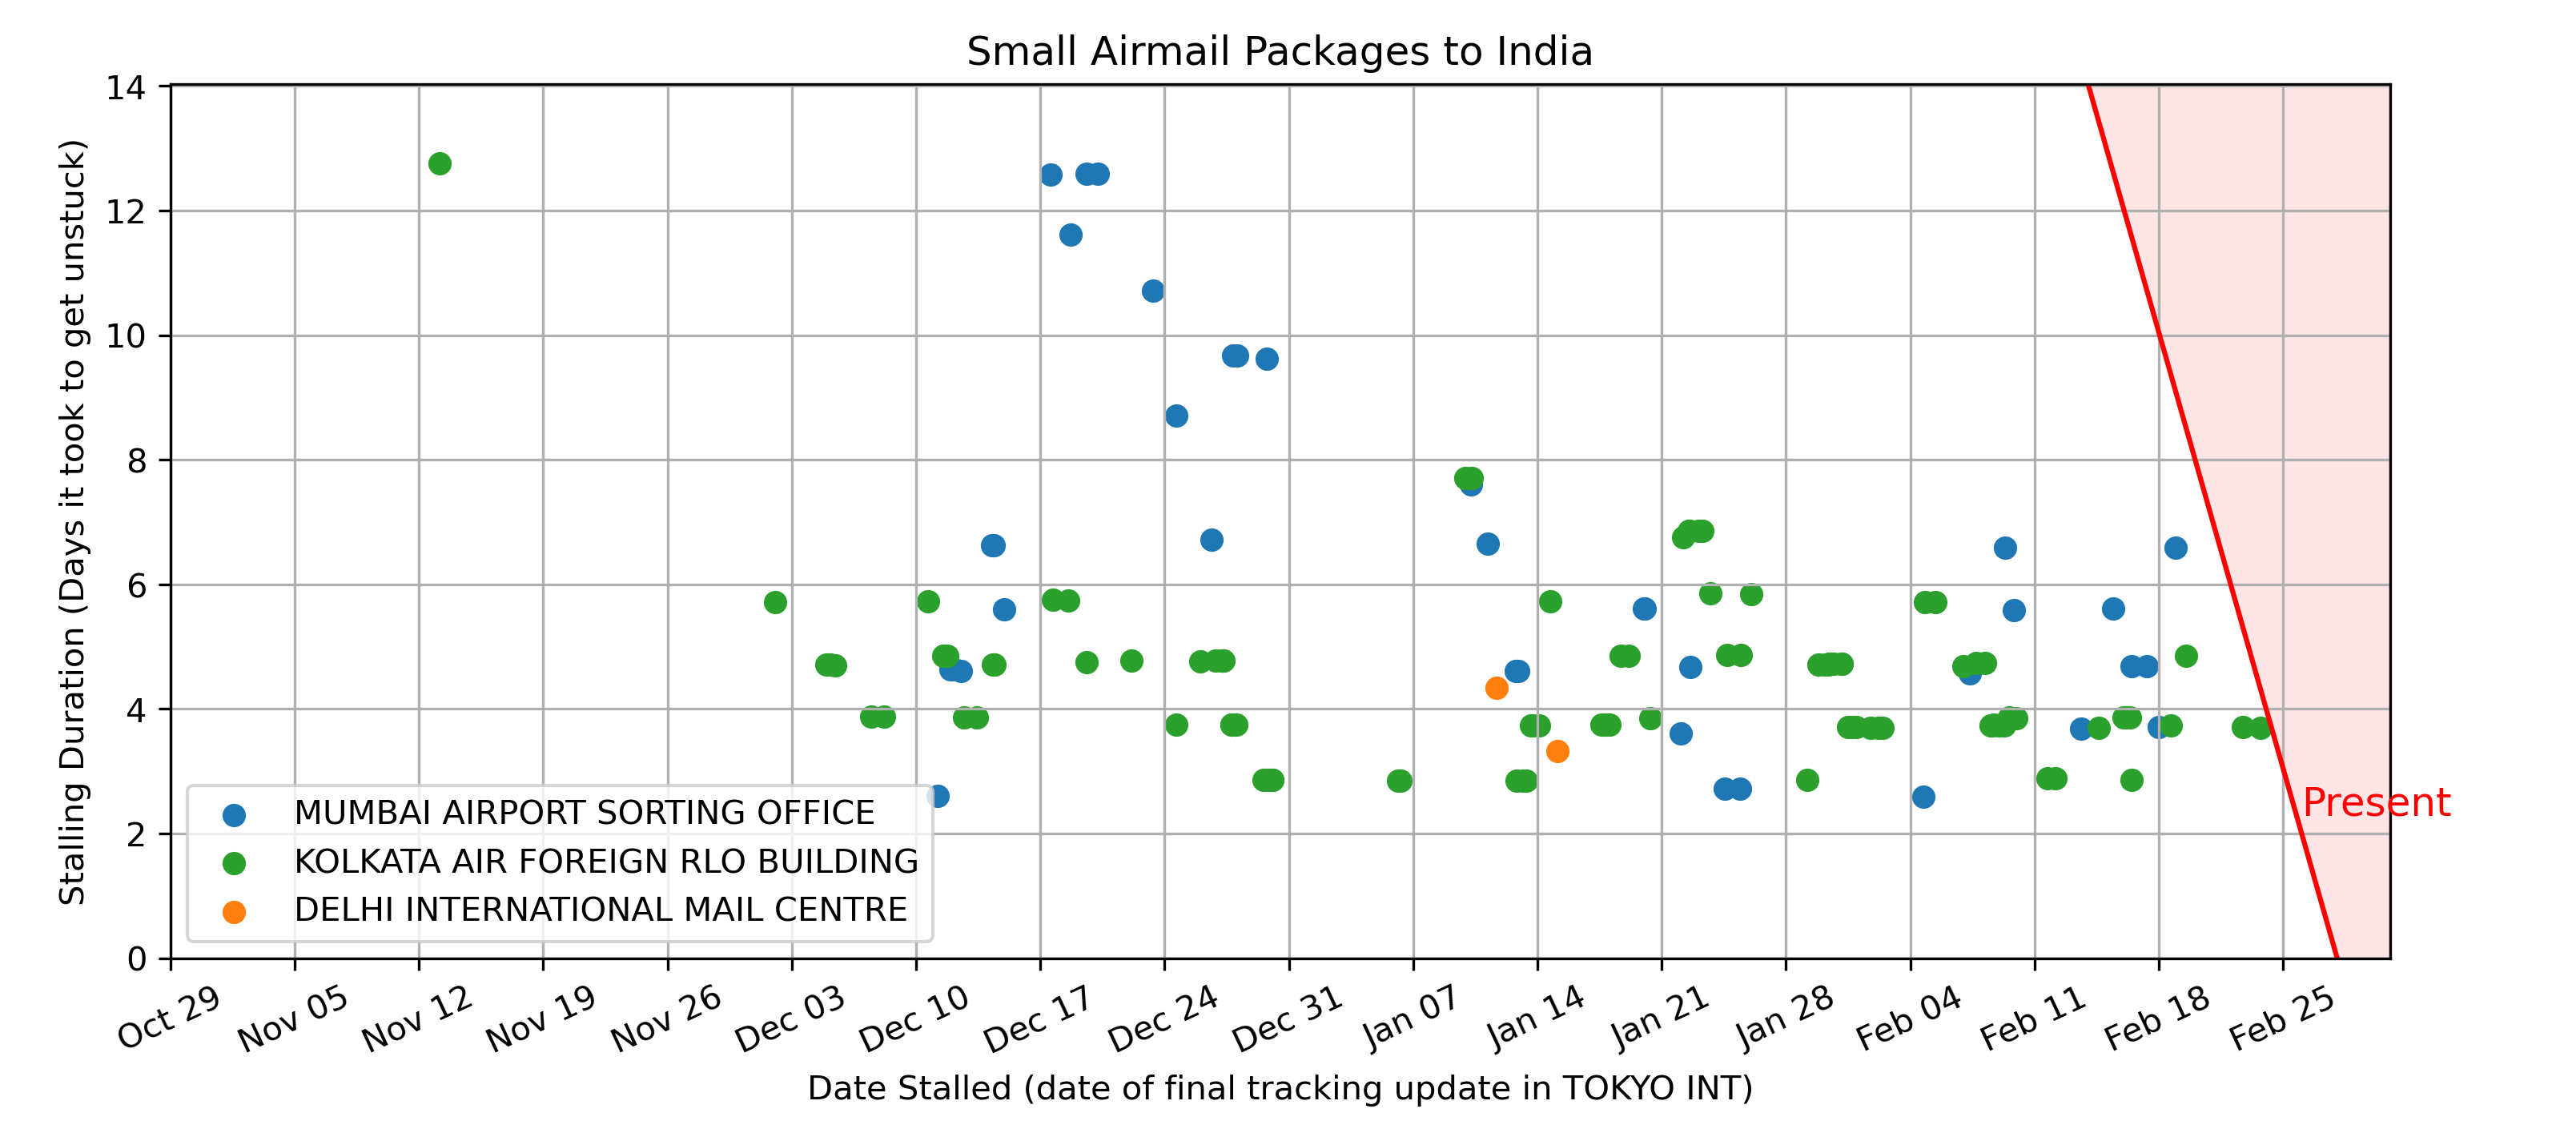 Small Airmail Packages to India
Stalling Duration (Days it took to get unstuck)
14
12
10
8
6
4
2
0
MUMBAI AIRPORT SORTING OFFICE
KOLKATA AIR FOREIGN RLO BUILDING
DELHI INTERNATIONAL MAIL CENTRE
Present
Oct 29
Nov 05
Nov 12
Nov 19
Nov 26
Dec 03
Dec 10
Dec 17
Dec 24
Dec 31
Jan 07
Jan 14
Jan 21
Jan 28
Feb 04
Feb 11
Feb 18
Feb 25
Date Stalled (date of final tracking update in TOKYO INT)